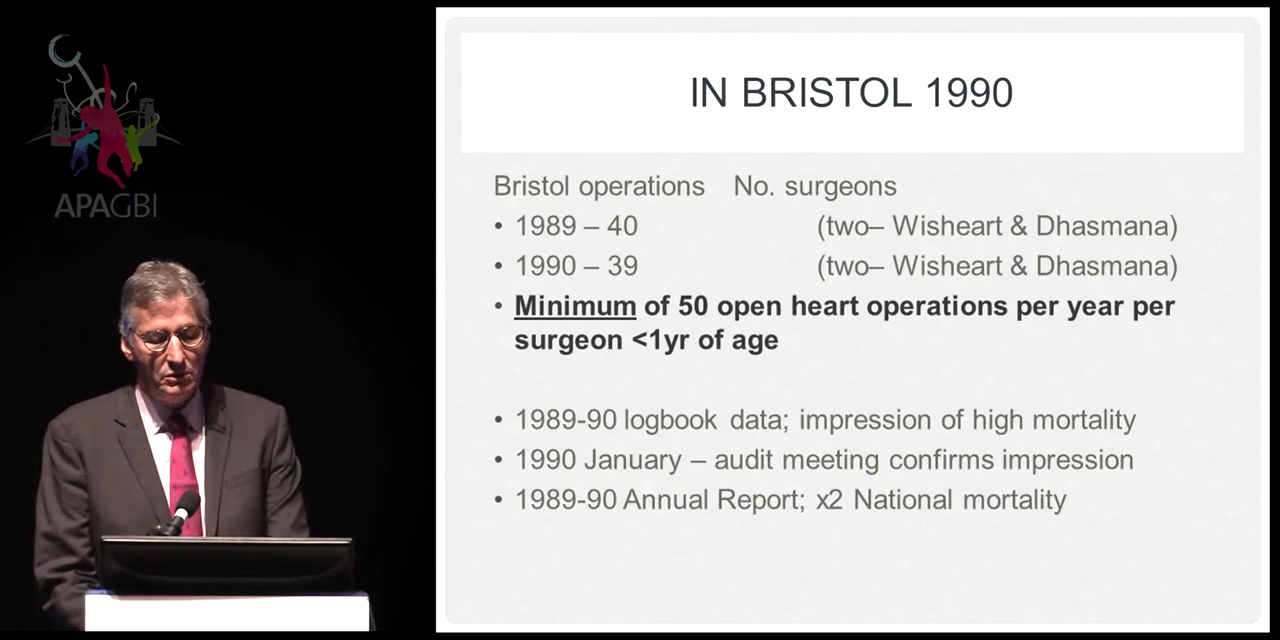 APAGBI
IN BRISTOL 1990
Bristol operations No. surgeons
• 1989 – 40 (two– Wisheart & Dhasmana)
• 1990 – 39 (two– Wisheart & Dhasmana)
• Minimum of 50 open heart operations per year per
surgeon <1yr of age
• 1989-90 logbook data; impression of high mortality
• 1990 January – audit meeting confirms impression
• 1989-90 Annual Report; x2 National mortality